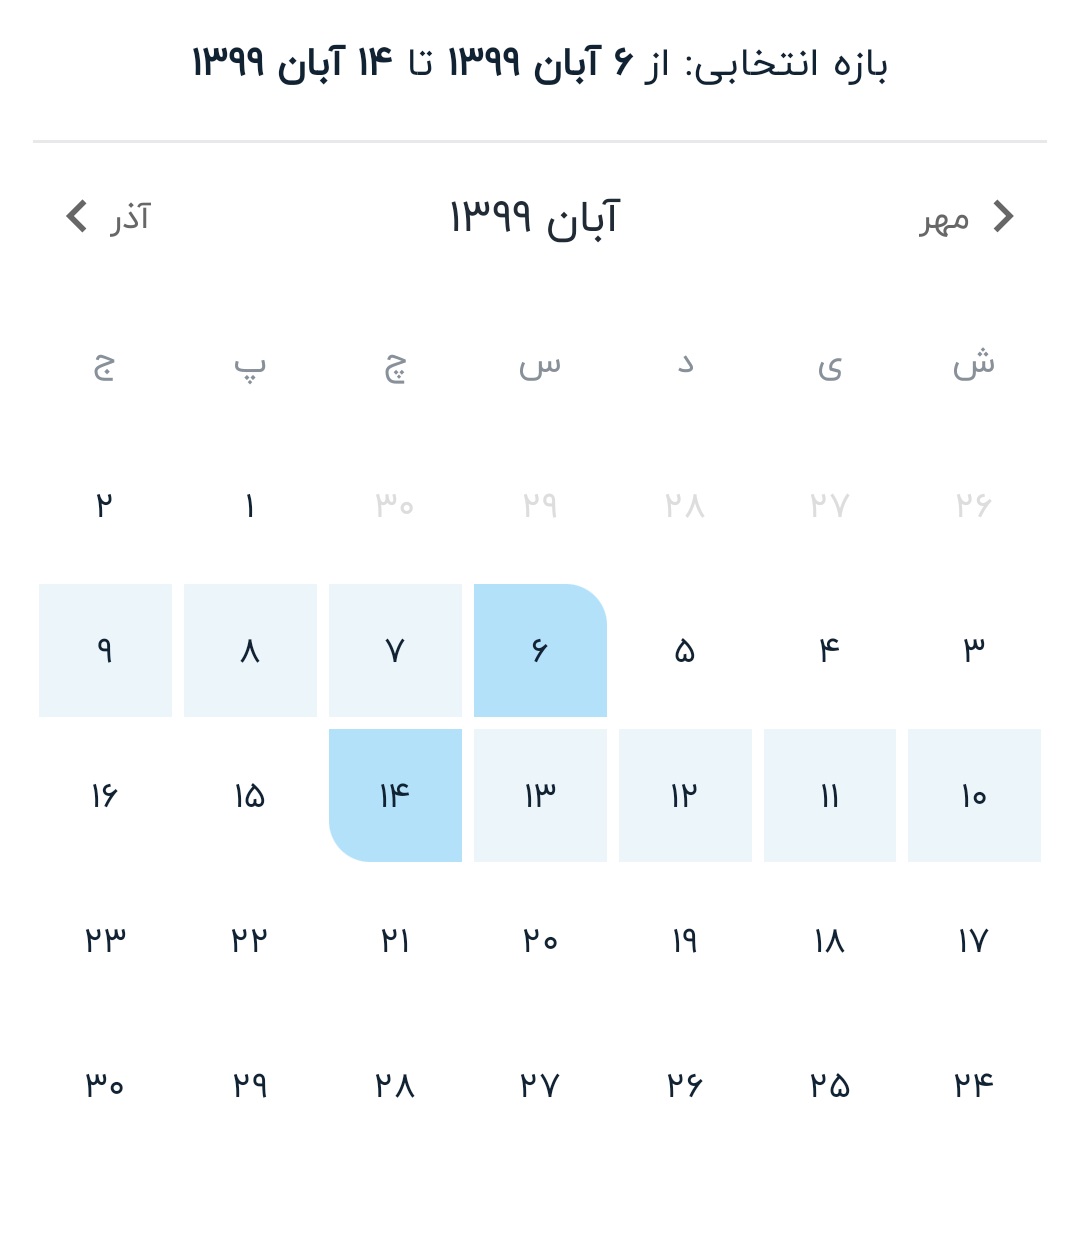 بازه انتخابی: از ۶ آبان ۱۳۹۹ تا ۱۴ آبان ۱۳۹۹
مهر آبان ۱۳۹۹ آذر
ش ی د س چ پ ج
۲۶ ۲۷ ۲۸ ۲۹ ۳۰ ۱ ۲
۳ ۴ ۵ ۶ ۷ ۸ ۹
۱۰ ۱۱ ۱۲ ۱۳ ۱۴ ۱۵ ۱۶
۱۷ ۱۸ ۱۹ ۲۰ ۲۱ ۲۲ ۲۳
۲۴ ۲۵ ۲۶ ۲۷ ۲۸ ۲۹ ۳۰